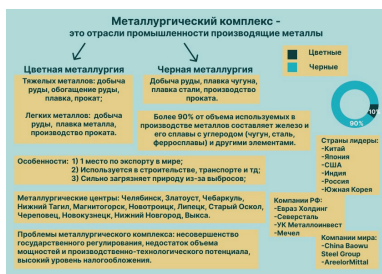 Металлургический комплекс -
это отрасли промышленности производящие металлы
Цветные
Черные
Цветная металлургия
Черная металлургия
Тяжелых металлов: добыча
руды, обогащение руды,
плавка, прокат;
Легких металлов: добыча
руды, плавка металла,
производство проката.
Добыча руды, плавка чугуна,
плавка стали, производство
проката.
Более 90% от объема используемых в
производстве металлов составляет железо и
его сплавы с углеродом (чугун, сталь,
ферросплавы) и другими элементами.
10%
90%
Страны лидеры:
-Китай
-Япония
-США
-Индия
-Россия
-Южная Корея
Особенности: 1) 1 место по экспорту в мире;
2) Используется в строительстве, транспорте и тд;
3) Сильно загрязняет природу из-за выбросов;
Металлургические центры: Челябинск, Златоуст, Чебаркуль,
Нижний Тагил, Магнитогорск, Новотроицк, Липецк, Старый Оскол,
Череповец, Новокузнецк, Нижний Новгород, Выкса.
Компании РФ:
-Евраз Холдинг
-Северсталь
-УК Металлоинвест
-Мечел
Проблемы металлургического комплекса: несовершенство
государственного регулирования, недостаток объема
мощностей и производственно-технологического потенциала,
высокий уровень налогообложения.
Компании мира:
-China Baowu
Steel Group
-AreelorMittal